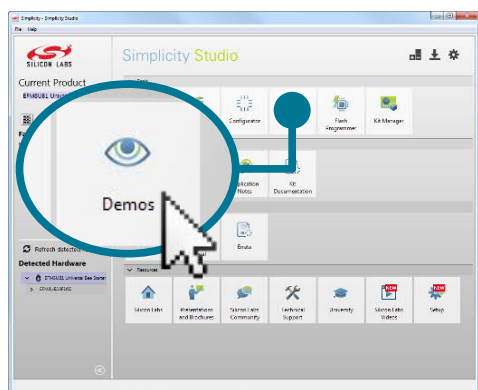 Simplicity - Simplicity Studio
File Help
SILICON LABS
Simplicity Studio
Current Product
Tools
Demos
Configurator
Flash
Programmer
Kit Manager
Application
Notes
Kit
Documentation
Errata
Refresh detected
Detected Hardware
Resources
Silicon Labs
Presentations
and Brochures
Silicon Labs
Community
Technical
Support
University
NEW
Silicon Labs
Videos
NEW
Setup